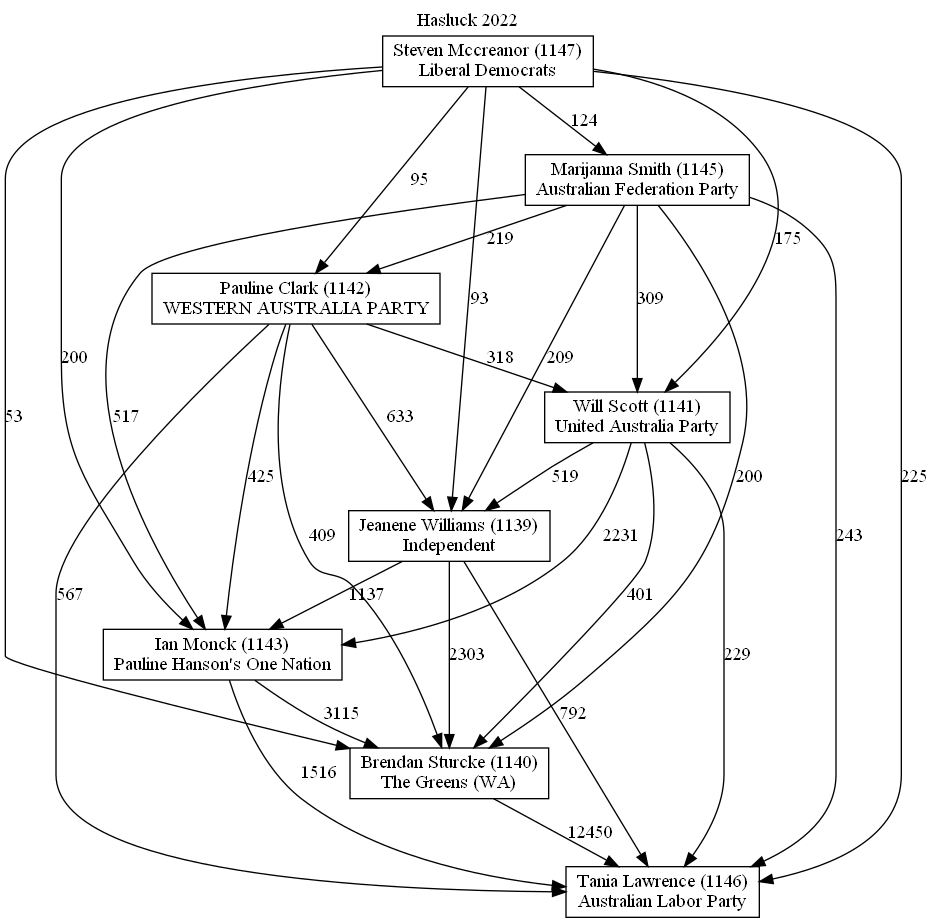 Hasluck 2022
Steven Mccreanor (1147)
Liberal Democrats
124
Marijanna Smith (1145)
Australian Federation Party
95
219
175
Pauline Clark (1142)
WESTERN AUSTRALIA PARTY
93
309
200
318
209
53
517
Will Scott (1141)
United Australia Party
633
425
519
200
225
Jeanene Williams (1139)
Independent
409
2231
243
567
1137
401
Ian Monck (1143)
Pauline Hanson's One Nation
2303
229
3115
792
Brendan Sturcke (1140)
The Greens (WA)
1516
12450
Tania Lawrence (1146)
Australian Labor Party